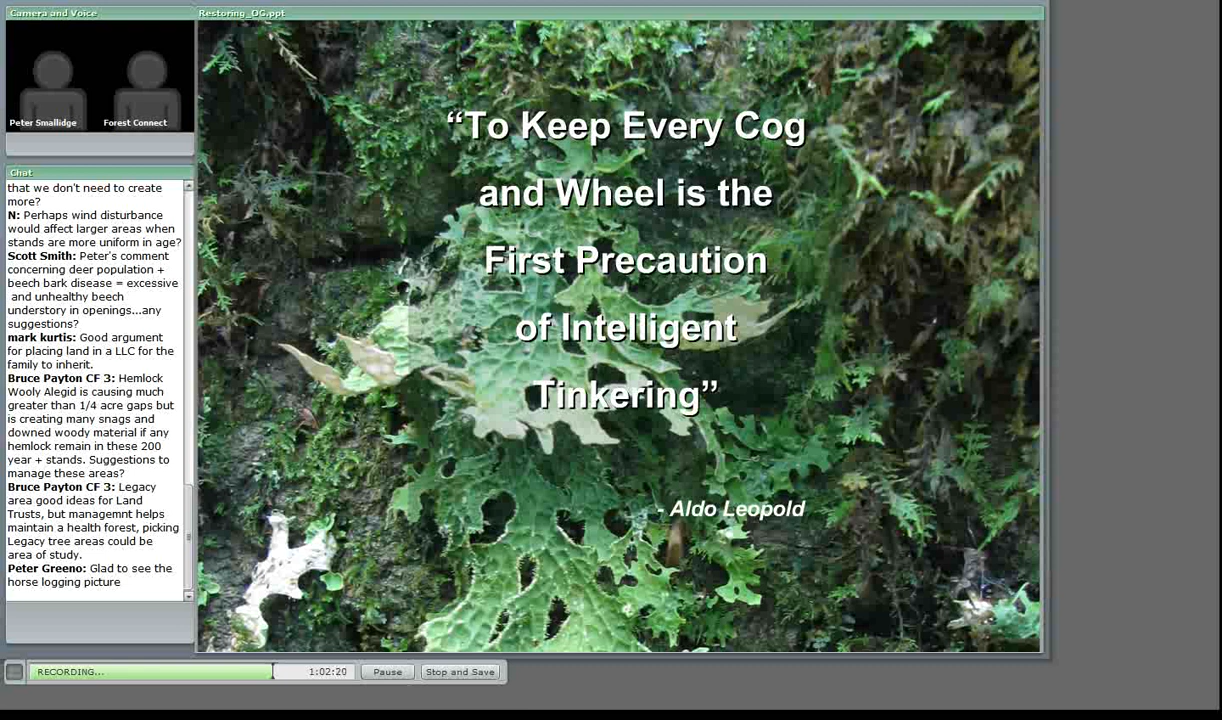 Camera and Voice
Restoring_OG.ppt
Peter Smallidge
Forest Connect
Chat
that we don't need to create
more?
N: Perhaps wind disturbance
would affect larger areas when
stands are more uniform in age?
Scott Smith: Peter's comment
concerning deer population +
beech bark disease = excessive
and unhealthy beech
understory in openings...any
suggestions?
mark kurtis: Good argument
for placing land in a LLC for the
family to inherit.
Bruce Payton CF 3: Hemlock
Wooly Alegid is causing much
greater than 1/4 acre gaps but
is creating many snags and
downed woody material if any
hemlock remain in these 200
year + stands. Suggestions to
manage these areas?
Bruce Payton CF 3: Legacy
area good ideas for Land
Trusts, but managemnt helps
maintain a health forest, picking
Legacy tree areas could be
area of study.
Peter Greeno: Glad to see the
horse logging picture
“To Keep Every Cog
and Wheel is the
First Precaution
of Intelligent
Tinkering”
- Aldo Leopold
RECORDING...
1:02:20
Pause
Stop and Save